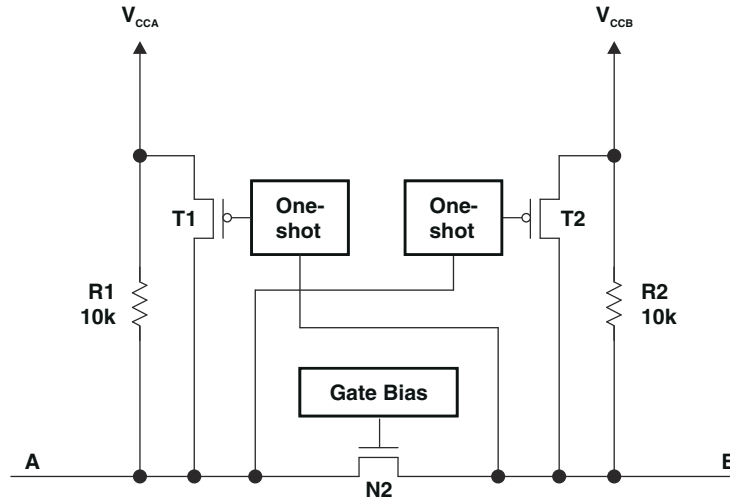 VCCA
VCCB
T1
One-
shot
One-
shot
T2
R1
10k
R2
10k
Gate Bias
A
B
N2